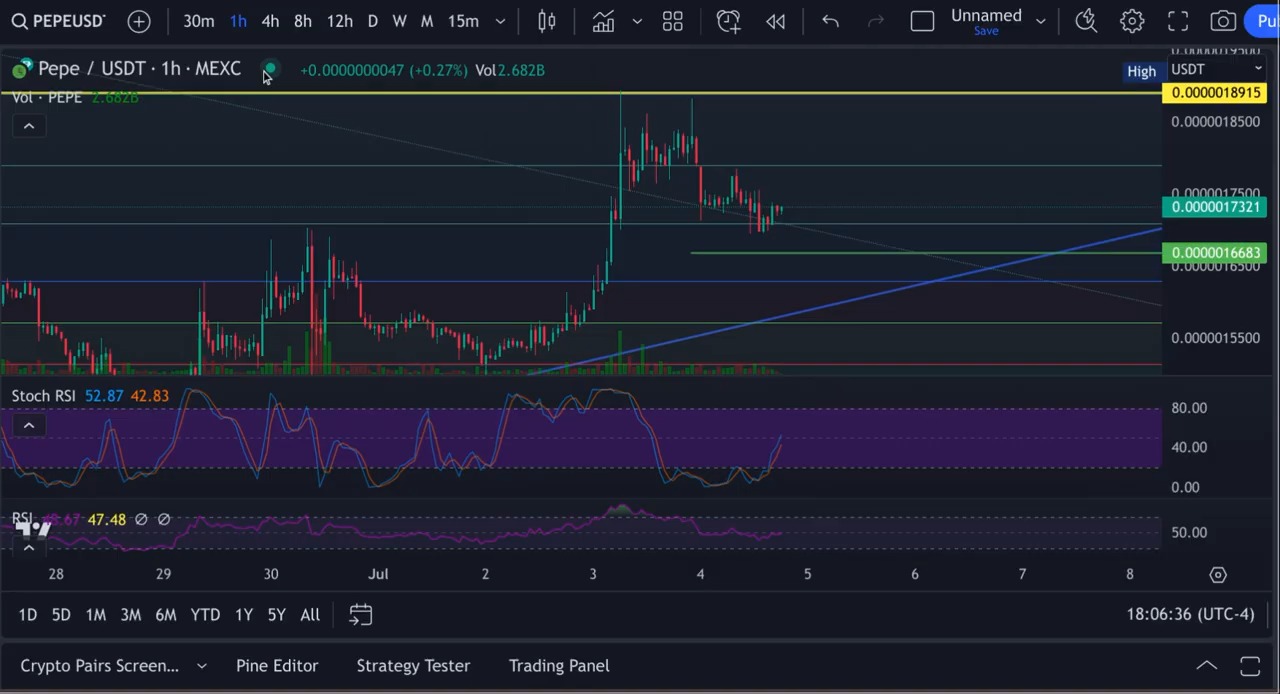 PEPEUSD 30m 1h 4h 8h 12h D W M 15m Unnamed
Save
Pepe / USDT · 1h · MEXC +0.0000000047 (+0.27%) Vol2.682B
Vol · PEPE 2.682B
High USDT
0.0000018915
0.0000018500
0.0000017500
0.0000017321
0.0000016683
0.0000016500
0.0000015500
Stoch RSI 52.87 42.83
80.00
40.00
0.00
RSI 47.48 Ø Ø
50.00
28 29 30 Jul 2 3 4 5 6 7 8
1D 5D 1M 3M 6M YTD 1Y 5Y All 18:06:36 (UTC-4)
Crypto Pairs Screen... Pine Editor Strategy Tester Trading Panel